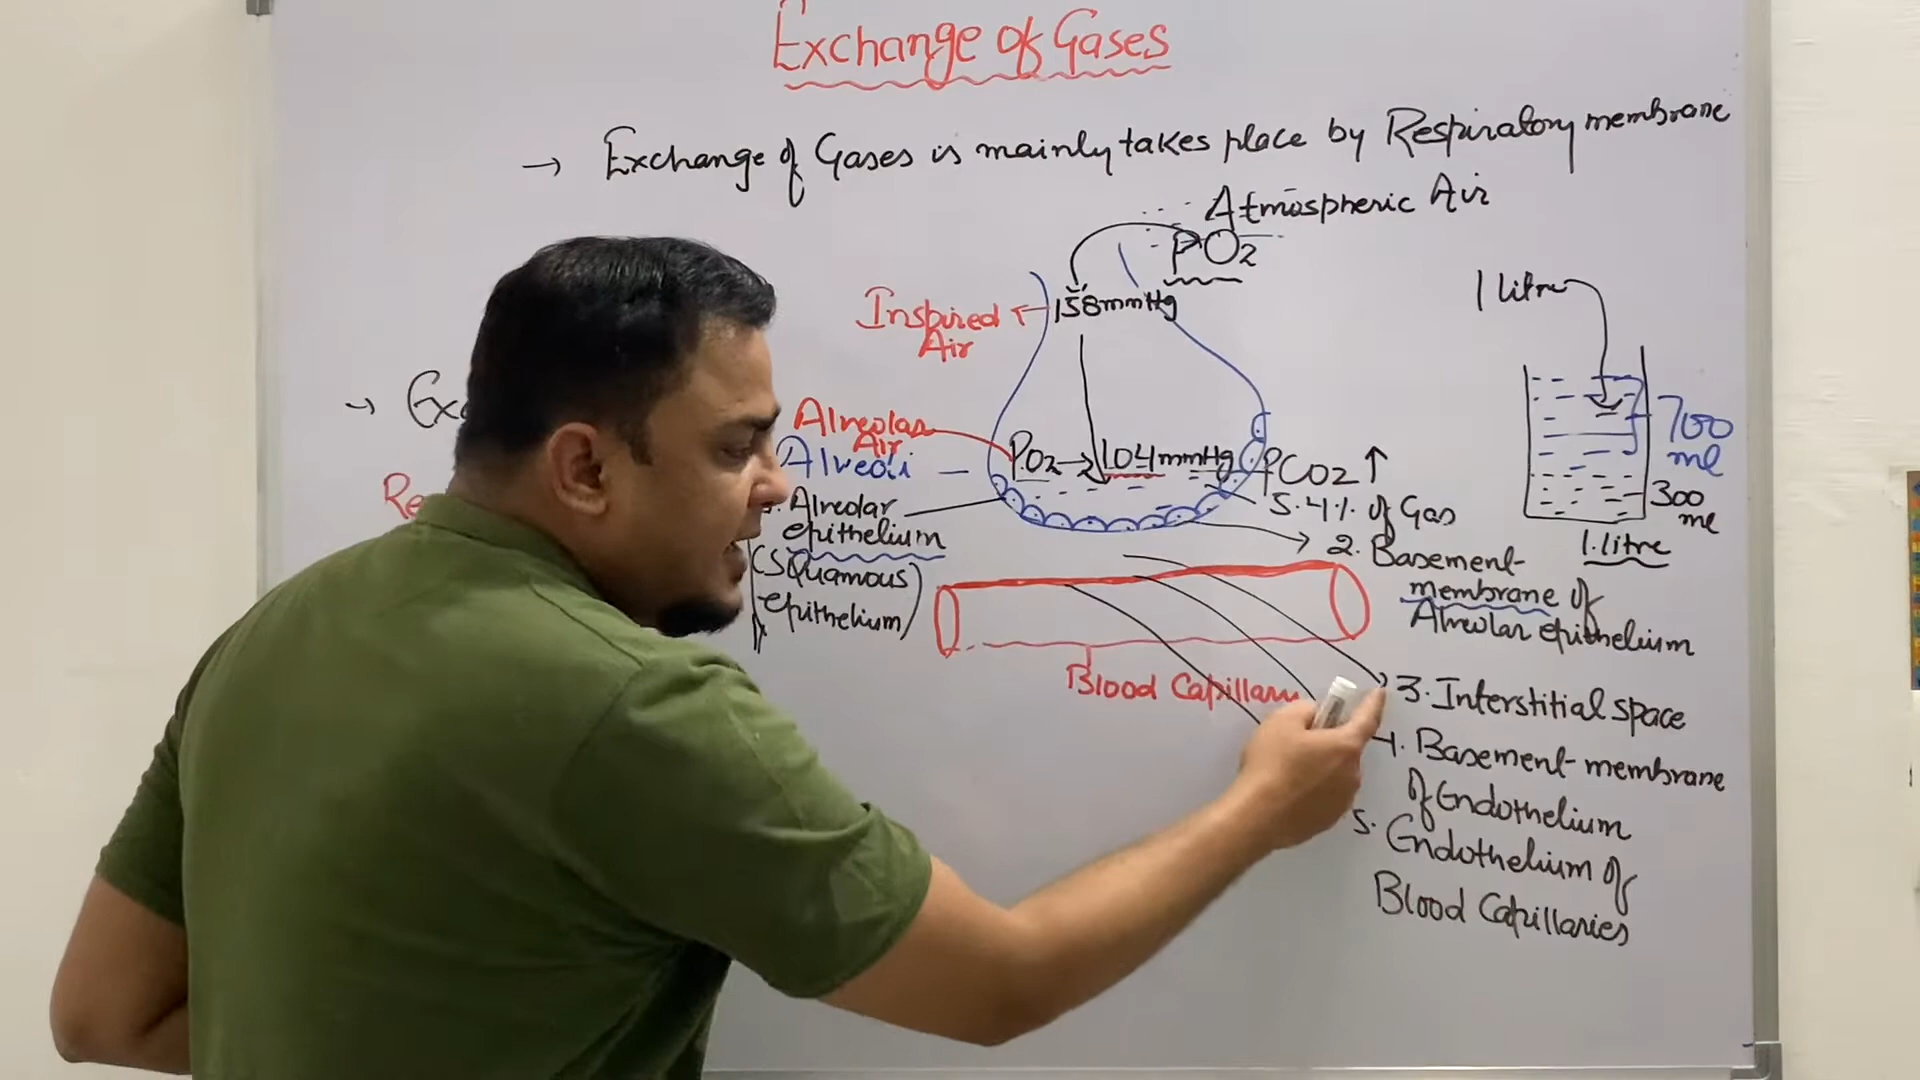 Exchange of Gases
→ Exchange of Gases is mainly takes place by Respiratory membrane
Atmospheric Air
PO2
158mmHg
Inspired
Air
1 litre
→
Alveolar
Air
Alveoli
PO2 → 104mmHg
PCO2 ↑
5.4% of Gas
700
ml
300
ml
1.litre
Alveolar
epithelium
(Squamous
epithelium)
2. Basement
membrane of
Alveolar epithelium
Blood Capillary
3. Interstitial space
4. Basement membrane
of Endothelium
5. Endothelium of
Blood Capillaries